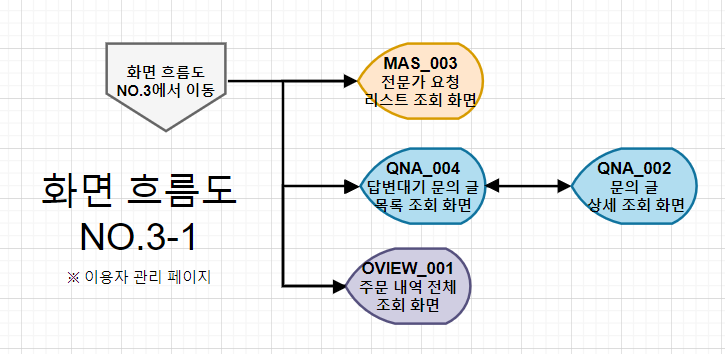 화면 흐름도
NO.3에서 이동
MAS_003
전문가 요청
리스트 조회 화면
QNA_004
답변대기 문의 글
목록 조회 화면
QNA_002
문의 글
상세 조회 화면
화면 흐름도
NO.3-1
※ 이용자 관리 페이지
OVIEW_001
주문 내역 전체
조회 화면